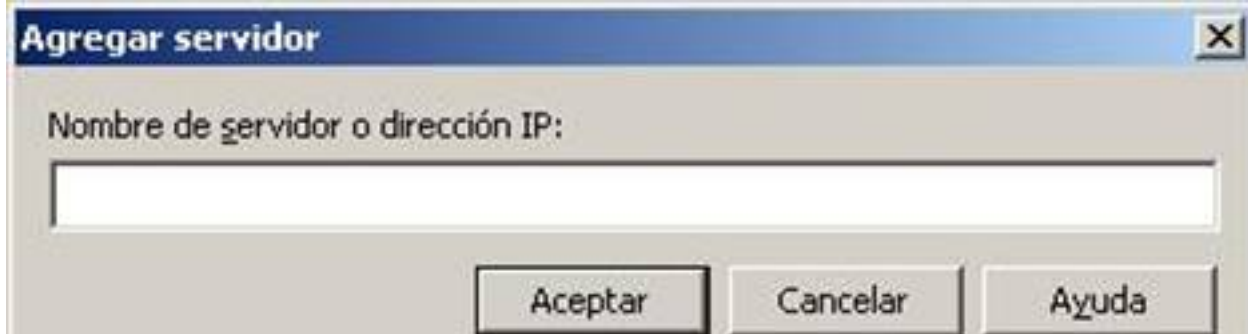 Agregar servidor
Nombre de servidor o dirección IP:
Aceptar Cancelar Ayuda